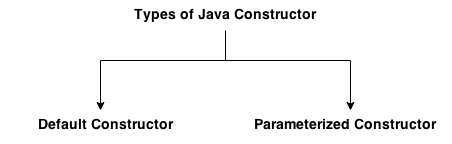 Types of Java Constructor
Default Constructor
Parameterized Constructor